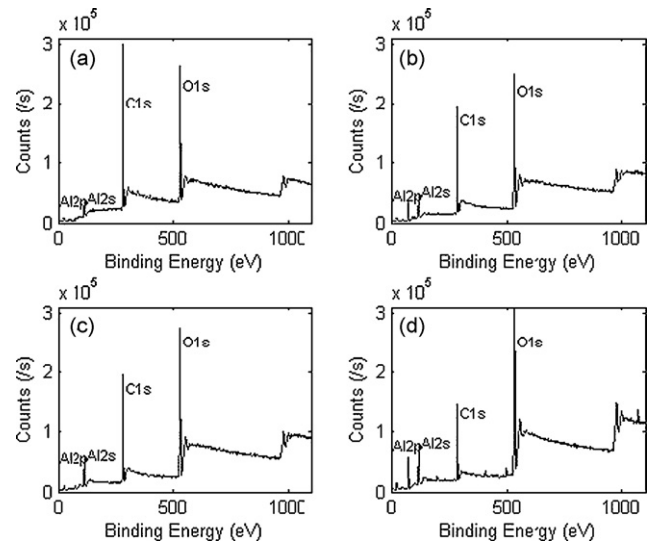 x 10⁵
(a)
3
2
1
0
Counts (/s)
C1s
O1s
Al2p
Al2s
0
500
1000
Binding Energy (eV)
x 10⁵
(b)
3
2
1
0
Counts (/s)
C1s
O1s
Al2p
Al2s
0
500
1000
Binding Energy (eV)
x 10⁵
(c)
3
2
1
0
Counts (/s)
C1s
O1s
Al2p
Al2s
0
500
1000
Binding Energy (eV)
x 10⁵
(d)
3
2
1
0
Counts (/s)
C1s
O1s
Al2p
Al2s
0
500
1000
Binding Energy (eV)